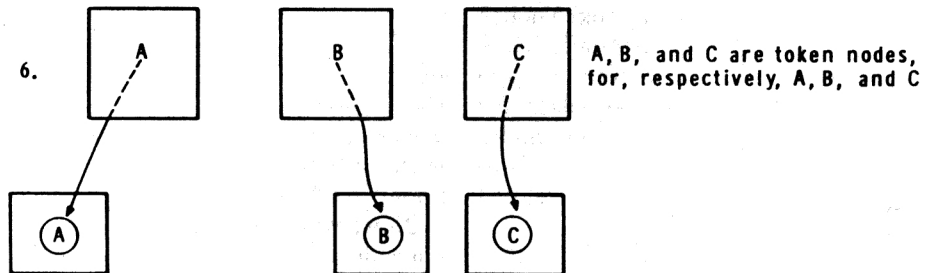 A B C A, B, and C are token nodes,
6. for, respectively, A, B, and C
A B C